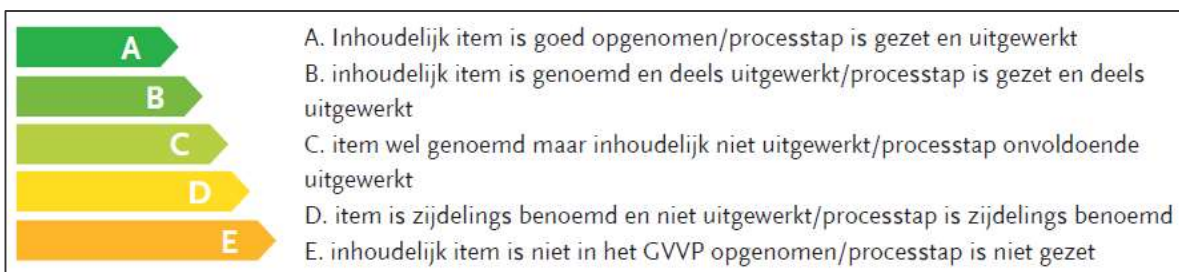 A
B
C
D
E
A. Inhoudelijk item is goed opgenomen/processtap is gezet en uitgewerkt
B. inhoudelijk item is genoemd en deels uitgewerkt/processtap is gezet en deels
uitgewerkt
C. item wel genoemd maar inhoudelijk niet uitgewerkt/processtap onvoldoende
uitgewerkt
D. item is zijdelings benoemd en niet uitgewerkt/processtap is zijdelings benoemd
E. inhoudelijk item is niet in het GVVP opgenomen/processtap is niet gezet